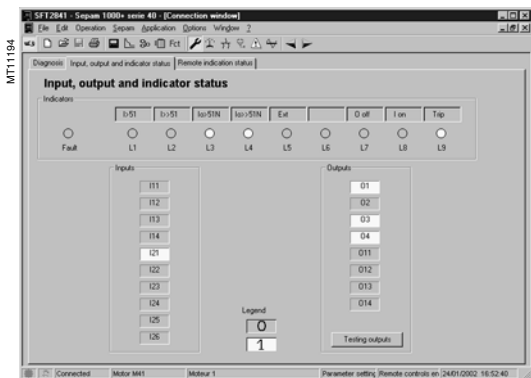 MT11194
SFT2841 - Sepam 1000+ serie 40 - [Connection window]
File Edit Operation Sepam Application Options Window ?
Fct
Diagnosis Input, output and indicator status Remote indication status
Input, output and indicator status
Indicators
I>51 I>>51 Io>51N Io>>51N Ext 0 off I on Trip
Fault L1 L2 L3 L4 L5 L6 L7 L8 L9
Inputs Outputs
I11 O1
I12 O2
I13 O3
I14 O4
I21 O11
I22 O12
I23 O13
I24 O14
I25
I26
Legend
0
1
Testing outputs
Connected Motor M41 Moteur 1 Parameter setting Remote controls en 24/01/2002 16:52:40